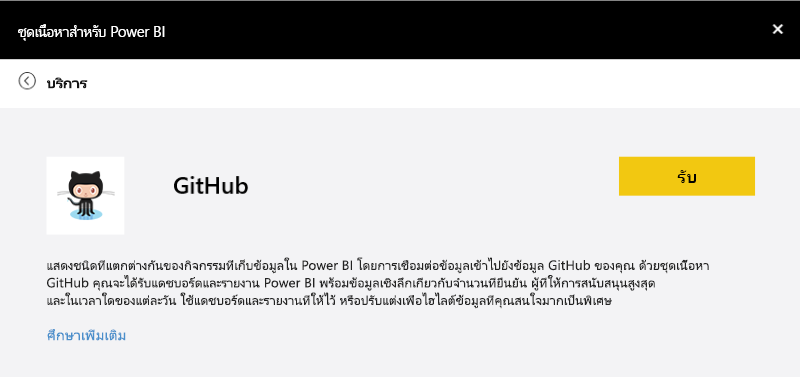 ชุดเนื้อหาสำหรับ Power BI
บริการ
GitHub
รับ
แสดงชนิดที่แตกต่างกันของกิจกรรมที่เก็บข้อมูลใน Power BI โดยการเชื่อมต่อข้อมูลเข้าไปยังข้อมูล GitHub ของคุณ ด้วยชุดเนื้อหา
GitHub คุณจะได้รับแดชบอร์ดและรายงาน Power BI พร้อมข้อมูลเชิงลึกเกี่ยวกับจำนวนที่ยืนยัน ผู้ที่ให้การสนับสนุนสูงสุด
และในเวลาใดของแต่ละวัน ใช้แดชบอร์ดและรายงานที่ให้ไว้ หรือปรับแต่งเพื่อไฮไลต์ข้อมูลที่คุณสนใจมากเป็นพิเศษ
ศึกษาเพิ่มเติม